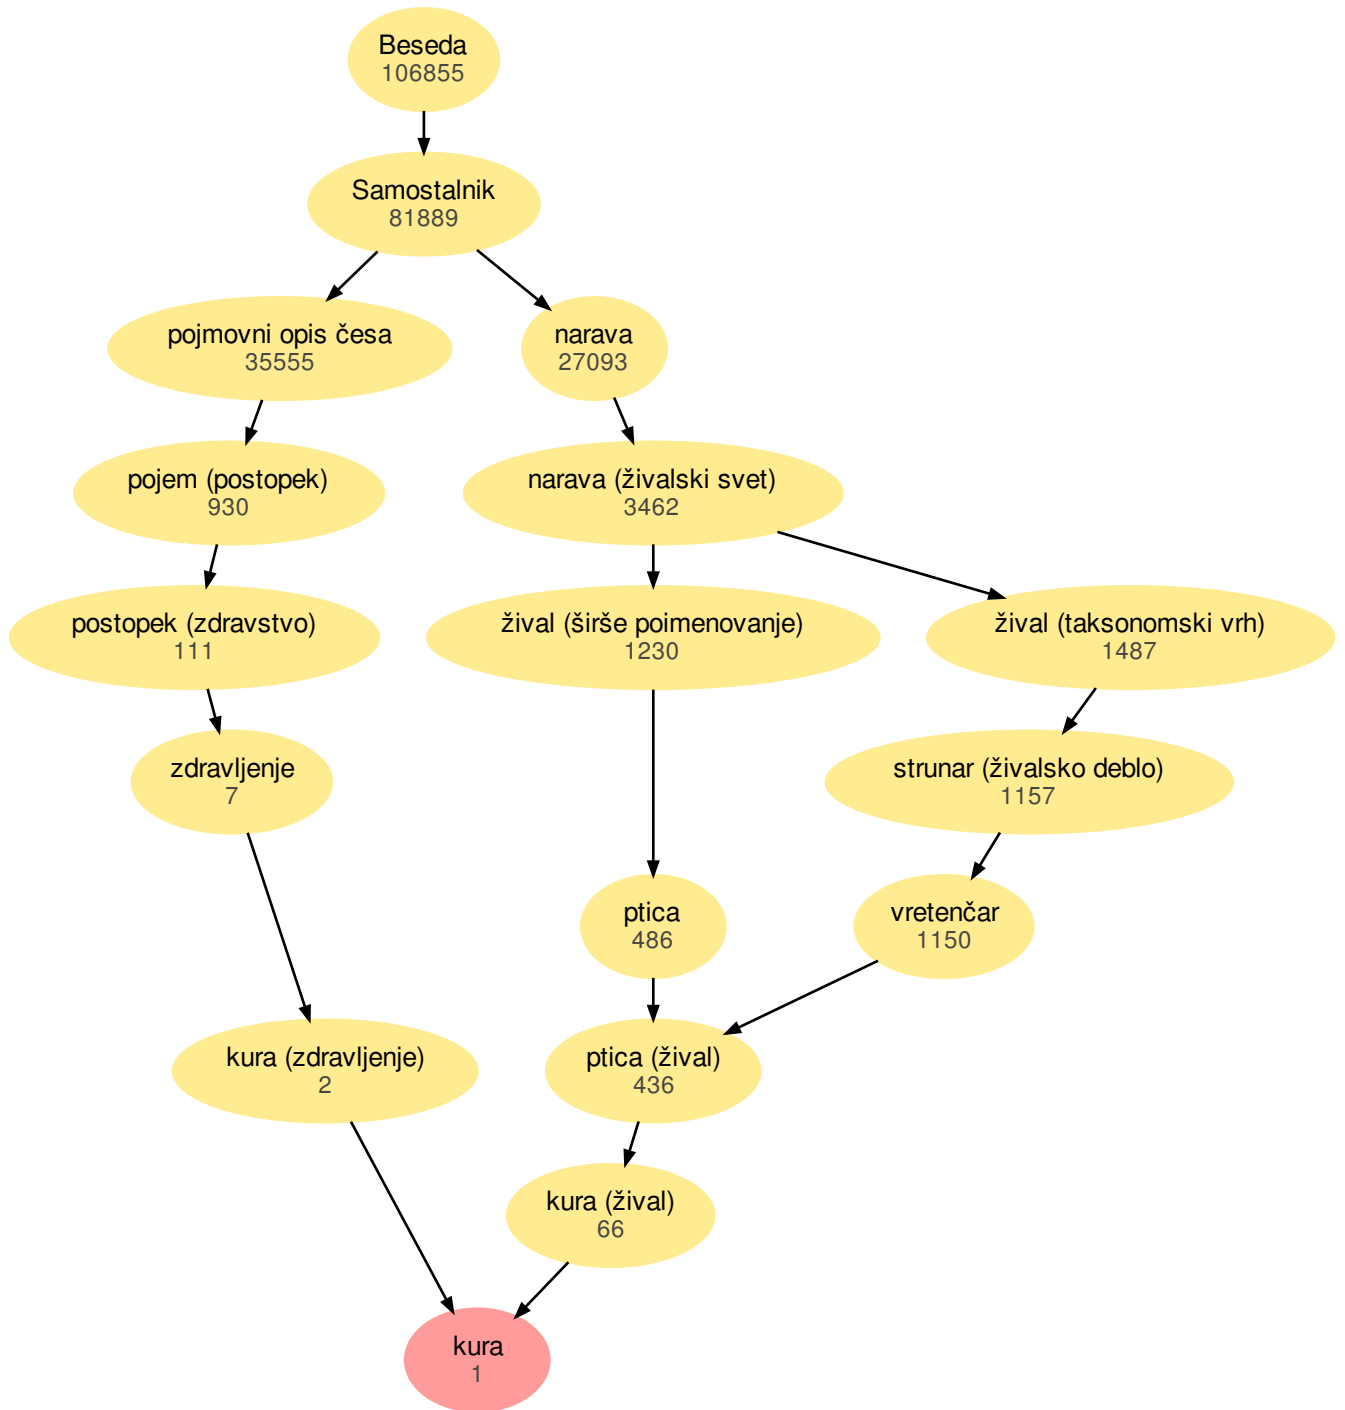 Beseda
106855
Samostalnik
81889
pojmovni opis česa
35555
narava
27093
pojem (postopek)
930
narava (živalski svet)
3462
postopek (zdravstvo)
111
žival (širše poimenovanje)
1230
žival (taksonomski vrh)
1487
zdravljenje
7
strunar (živalsko deblo)
1157
ptica
486
vretenčar
1150
kura (zdravljenje)
2
ptica (žival)
436
kura (žival)
66
kura
1